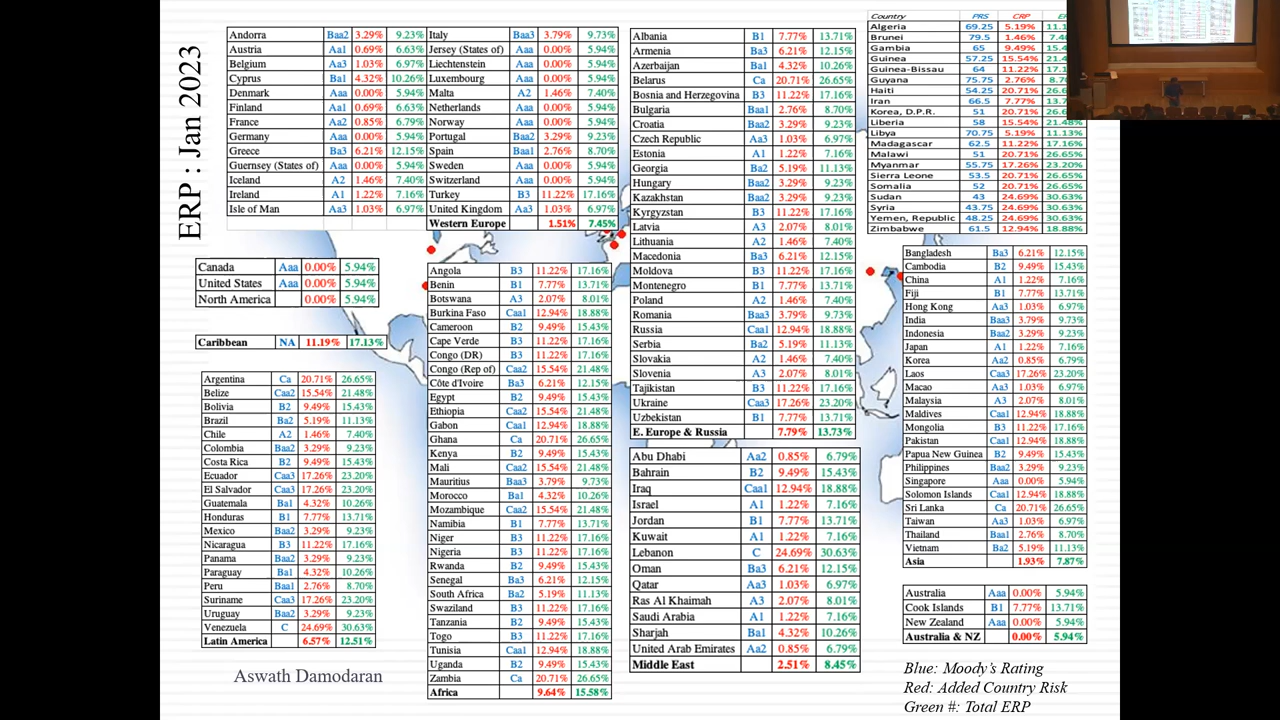 ERP : Jan 2023
Andorra Baa2 3.29% 9.23% Italy Baa3 3.79% 9.73%
Austria Aa1 0.69% 6.63% Jersey (States of) Aaa 0.00% 5.94%
Belgium Aa3 1.03% 6.97% Liechtenstein Aaa 0.00% 5.94%
Cyprus Ba1 4.32% 10.26% Luxembourg Aaa 0.00% 5.94%
Denmark Aaa 0.00% 5.94% Malta A2 1.46% 7.40%
Finland Aa1 0.69% 6.63% Netherlands Aaa 0.00% 5.94%
France Aa2 0.85% 6.79% Norway Aaa 0.00% 5.94%
Germany Aaa 0.00% 5.94% Portugal Baa2 3.29% 9.23%
Greece Ba3 6.21% 12.15% Spain Baa1 2.76% 8.70%
Guernsey (States of) Aaa 0.00% 5.94% Sweden Aaa 0.00% 5.94%
Iceland A2 1.46% 7.40% Switzerland Aaa 0.00% 5.94%
Ireland A1 1.22% 7.16% Turkey B3 11.22% 17.16%
Isle of Man Aa3 1.03% 6.97% United Kingdom Aa3 1.03% 6.97%
Western Europe 1.51% 7.45%
Canada Aaa 0.00% 5.94%
United States Aaa 0.00% 5.94%
North America 0.00% 5.94%
Caribbean NA 11.19% 17.13%
Argentina Ca 20.71% 26.65%
Belize Caa2 15.54% 21.48%
Bolivia B2 9.49% 15.43%
Brazil Ba2 5.19% 11.13%
Chile A2 1.46% 7.40%
Colombia Baa2 3.29% 9.23%
Costa Rica B2 9.49% 15.43%
Ecuador Caa3 17.26% 23.20%
El Salvador Caa3 17.26% 23.20%
Guatemala Ba1 4.32% 10.26%
Honduras B1 7.77% 13.71%
Mexico Baa2 3.29% 9.23%
Nicaragua B3 11.22% 17.16%
Panama Baa2 3.29% 9.23%
Paraguay Ba1 4.32% 10.26%
Peru Baa1 2.76% 8.70%
Suriname Caa3 17.26% 23.20%
Uruguay Baa2 3.29% 9.23%
Venezuela C 24.69% 30.63%
Latin America 6.57% 12.51%
Aswath Damodaran
Angola B3 11.22% 17.16%
Benin B1 7.77% 13.71%
Botswana A3 2.07% 8.01%
Burkina Faso Caa1 12.94% 18.88%
Cameroon B2 9.49% 15.43%
Cape Verde B3 11.22% 17.16%
Congo (DR) B3 11.22% 17.16%
Congo (Rep of) Caa2 15.54% 21.48%
Côte d'Ivoire Ba3 6.21% 12.15%
Egypt B2 9.49% 15.43%
Ethiopia Caa2 15.54% 21.48%
Gabon Caa1 12.94% 18.88%
Ghana Ca 20.71% 26.65%
Kenya B2 9.49% 15.43%
Mali Caa2 15.54% 21.48%
Mauritius Baa3 3.79% 9.73%
Morocco Ba1 4.32% 10.26%
Mozambique Caa2 15.54% 21.48%
Namibia B1 7.77% 13.71%
Niger B3 11.22% 17.16%
Nigeria B3 11.22% 17.16%
Rwanda B2 9.49% 15.43%
Senegal Ba3 6.21% 12.15%
South Africa Ba2 5.19% 11.13%
Swaziland B3 11.22% 17.16%
Tanzania B2 9.49% 15.43%
Togo B3 11.22% 17.16%
Tunisia Caa1 12.94% 18.88%
Uganda B2 9.49% 15.43%
Zambia Ca 20.71% 26.65%
Africa 9.64% 15.58%
Albania B1 7.77% 13.71%
Armenia Ba3 6.21% 12.15%
Azerbaijan Ba1 4.32% 10.26%
Belarus Ca 20.71% 26.65%
Bosnia and Herzegovina B3 11.22% 17.16%
Bulgaria Baa1 2.76% 8.70%
Croatia Baa2 3.29% 9.23%
Czech Republic Aa3 1.03% 6.97%
Estonia A1 1.22% 7.16%
Georgia Ba2 5.19% 11.13%
Hungary Baa2 3.29% 9.23%
Kazakhstan Baa2 3.29% 9.23%
Kyrgyzstan B3 11.22% 17.16%
Latvia A3 2.07% 8.01%
Lithuania A2 1.46% 7.40%
Macedonia Ba3 6.21% 12.15%
Moldova B3 11.22% 17.16%
Montenegro B1 7.77% 13.71%
Poland A2 1.46% 7.40%
Romania Baa3 3.79% 9.73%
Russia Caa1 12.94% 18.88%
Serbia Ba2 5.19% 11.13%
Slovakia A2 1.46% 7.40%
Slovenia A3 2.07% 8.01%
Tajikistan B3 11.22% 17.16%
Ukraine Caa3 17.26% 23.20%
Uzbekistan B1 7.77% 13.71%
E. Europe & Russia 7.79% 13.73%
Abu Dhabi Aa2 0.85% 6.79%
Bahrain B2 9.49% 15.43%
Iraq Caa1 12.94% 18.88%
Israel A1 1.22% 7.16%
Jordan B1 7.77% 13.71%
Kuwait A1 1.22% 7.16%
Lebanon C 24.69% 30.63%
Oman Ba3 6.21% 12.15%
Qatar Aa3 1.03% 6.97%
Ras Al Khaimah A3 2.07% 8.01%
Saudi Arabia A1 1.22% 7.16%
Sharjah Ba1 4.32% 10.26%
United Arab Emirates Aa2 0.85% 6.79%
Middle East 2.51% 8.45%
Country PRS CRP
Algeria 69.25 5.19%
Brunei 79.5 1.46%
Gambia 65 9.49%
Guinea 57.25 15.54%
Guinea-Bissau 64 11.22%
Guyana 75.75 2.76%
Haiti 54.25 20.71%
Iran 66.5 7.77%
Korea, D.P.R. 51 20.71%
Liberia 58 15.54% 21.48%
Libya 70.75 5.19% 11.13%
Madagascar 62.5 11.22% 17.16%
Malawi 51 20.71% 26.65%
Myanmar 55.75 17.26% 23.20%
Sierra Leone 53.5 20.71% 26.65%
Somalia 52 20.71% 26.65%
Sudan 43 24.69% 30.63%
Syria 43.75 24.69% 30.63%
Yemen, Republic 48.25 24.69% 30.63%
Zimbabwe 61.5 12.94% 18.88%
Bangladesh Ba3 6.21% 12.15%
Cambodia B2 9.49% 15.43%
China A1 1.22% 7.16%
Fiji B1 7.77% 13.71%
Hong Kong Aa3 1.03% 6.97%
India Baa3 3.79% 9.73%
Indonesia Baa2 3.29% 9.23%
Japan A1 1.22% 7.16%
Korea Aa2 0.85% 6.79%
Laos Caa3 17.26% 23.20%
Macao Aa3 1.03% 6.97%
Malaysia A3 2.07% 8.01%
Maldives Caa1 12.94% 18.88%
Mongolia B3 11.22% 17.16%
Pakistan Caa1 12.94% 18.88%
Papua New Guinea B2 9.49% 15.43%
Philippines Baa2 3.29% 9.23%
Singapore Aaa 0.00% 5.94%
Solomon Islands Caa1 12.94% 18.88%
Sri Lanka Ca 20.71% 26.65%
Taiwan Aa3 1.03% 6.97%
Thailand Baa1 2.76% 8.70%
Vietnam Ba2 5.19% 11.13%
Asia 1.93% 7.87%
Australia Aaa 0.00% 5.94%
Cook Islands B1 7.77% 13.71%
New Zealand Aaa 0.00% 5.94%
Australia & NZ 0.00% 5.94%
Blue: Moody's Rating
Red: Added Country Risk
Green #: Total ERP